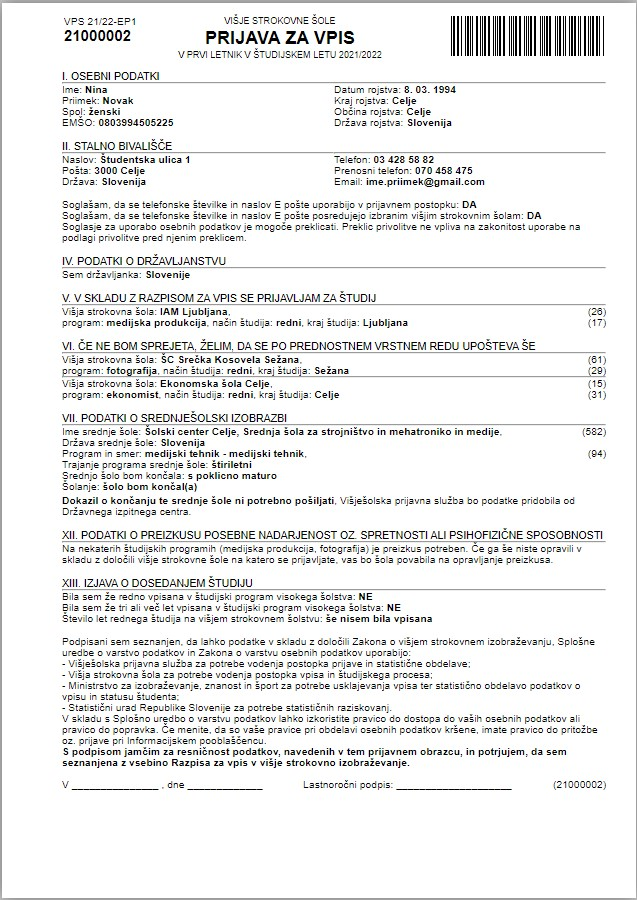 VPS 21/22-EP1
21000002
VIŠJE STROKOVNE ŠOLE
PRIJAVA ZA VPIS
V PRVI LETNIK V ŠTUDIJSKEM LETU 2021/2022
I. OSEBNI PODATKI
Ime: Nina
Datum rojstva: 8. 03. 1994
Priimek: Novak
Kraj rojstva: Celje
Spol: ženski
Občina rojstva: Celje
EMŠO: 0803994505225
Država rojstva: Slovenija
II. STALNO BIVALIŠČE
Naslov: Študentska ulica 1
Telefon: 03 428 58 82
Pošta: 3000 Celje
Prenosni telefon: 070 458 475
Država: Slovenija
Email: ime.priimek@gmail.com
Soglašam, da se telefonske številke in naslov E pošte uporabijo v prijavnem postopku: DA
Soglašam, da se telefonske številke in naslov E pošte posredujejo izbranim višjim strokovnim šolam: DA
Soglasje za uporabo osebnih podatkov je mogoče preklicati. Preklic privolitve ne vpliva na zakonitost uporabe na
podlagi privolitve pred njenim preklicem.
IV. PODATKI O DRŽAVLJANSTVU
Sem državljanka: Slovenije
V. V SKLADU Z RAZPISOM ZA VPIS SE PRIJAVLJAM ZA ŠTUDIJ
Višja strokovna šola: IAM Ljubljana, (26)
program: medijska produkcija, način študija: redni, kraj študija: Ljubljana (17)
VI. ČE NE BOM SPREJETA, ŽELIM, DA SE PO PREDNOSTNEM VRSTNEM REDU UPOŠTEVA ŠE
Višja strokovna šola: ŠC Srečka Kosovela Sežana, (61)
program: fotografija, način študija: redni, kraj študija: Sežana (29)
Višja strokovna šola: Ekonomska šola Celje, (15)
program: ekonomist, način študija: redni, kraj študija: Celje (31)
VII. PODATKI O SREDNJEŠOLSKI IZOBRAZBI
Ime srednje šole: Šolski center Celje, Srednja šola za strojništvo in mehatroniko in medije, (582)
Država srednje šole: Slovenija
Program in smer: medijski tehnik - medijski tehnik, (94)
Trajanje programa srednje šole: štiriletni
Srednjo šolo bom končala: s poklicno maturo
Šolanje: šolo bom končal(a)
Dokazil o končanju te srednje šole ni potrebno pošiljati, Višješolska prijavna služba bo podatke pridobila od
Državnega izpitnega centra.
XII. PODATKI O PREIZKUSU POSEBNE NADARJENOST OZ. SPRETNOSTI ALI PSIHOFIZIČNE SPOSOBNOSTI
Na nekaterih študijskih programih (medijska produkcija, fotografija) je preizkus potreben. Če ga še niste opravili v
skladu z določili višje strokovne šole na katero se prijavljate, vas bo šola povabila na opravljanje preizkusa.
XIII. IZJAVA O DOSEDANJEM ŠTUDIJU
Bila sem že redno vpisana v študijski program visokega šolstva: NE
Bila sem že tri ali več let vpisana v študijski program visokega šolstva: NE
Število let rednega študija na višjem strokovnem šolstvu: še nisem bila vpisana
Podpisani sem seznanjen, da lahko podatke v skladu z določili Zakona o višjem strokovnem izobraževanju, Splošne
uredbe o varstvo podatkov in Zakona o varstvu osebnih podatkov uporabijo:
- Višješolska prijavna služba za potrebe vodenja postopka prijave in statistične obdelave;
- Višja strokovna šola za potrebe vodenja postopka vpisa in študijskega procesa;
- Ministrstvo za izobraževanje, znanost in šport za potrebe usklajevanja vpisa ter statistično obdelavo podatkov o
vpisu in statusu študenta;
- Statistični urad Republike Slovenije za potrebe statističnih raziskovanj.
V skladu s Splošno uredbo o varstvu podatkov lahko izkoristite pravico do dostopa do vaših osebnih podatkov ali
pravico do popravka. Če menite, da so vaše pravice pri obdelavi osebnih podatkov kršene, imate pravico do pritožbe
oz. prijave pri Informacijskem pooblaščencu.
S podpisom jamčim za resničnost podatkov, navedenih v tem prijavnem obrazcu, in potrjujem, da sem
seznanjena z vsebino Razpisa za vpis v višje strokovno izobraževanje.
V _______________ , dne _____________ Lastnoročni podpis: ____________________ (21000002)